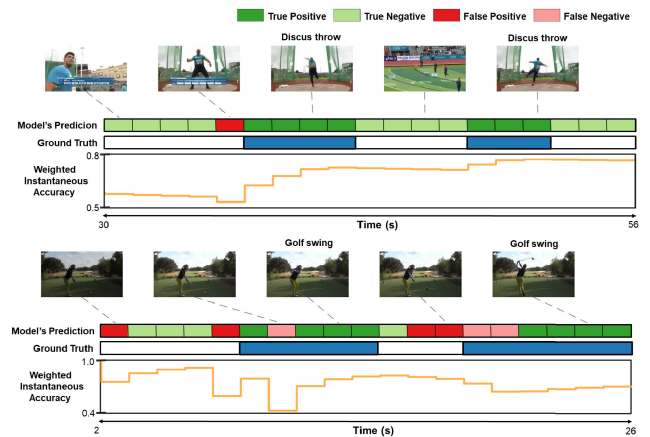 True Positive True Negative False Positive False Negative
Discus throw Discus throw
Model's Predicion
Ground Truth
0.8
Weighted
Instantaneous
Accuracy
0.5
30 Time (s) 56
Golf swing Golf swing
Model's Prediction
Ground Truth
1.0
Weighted
Instantaneous
Accuracy
0.4
2 Time (s) 26